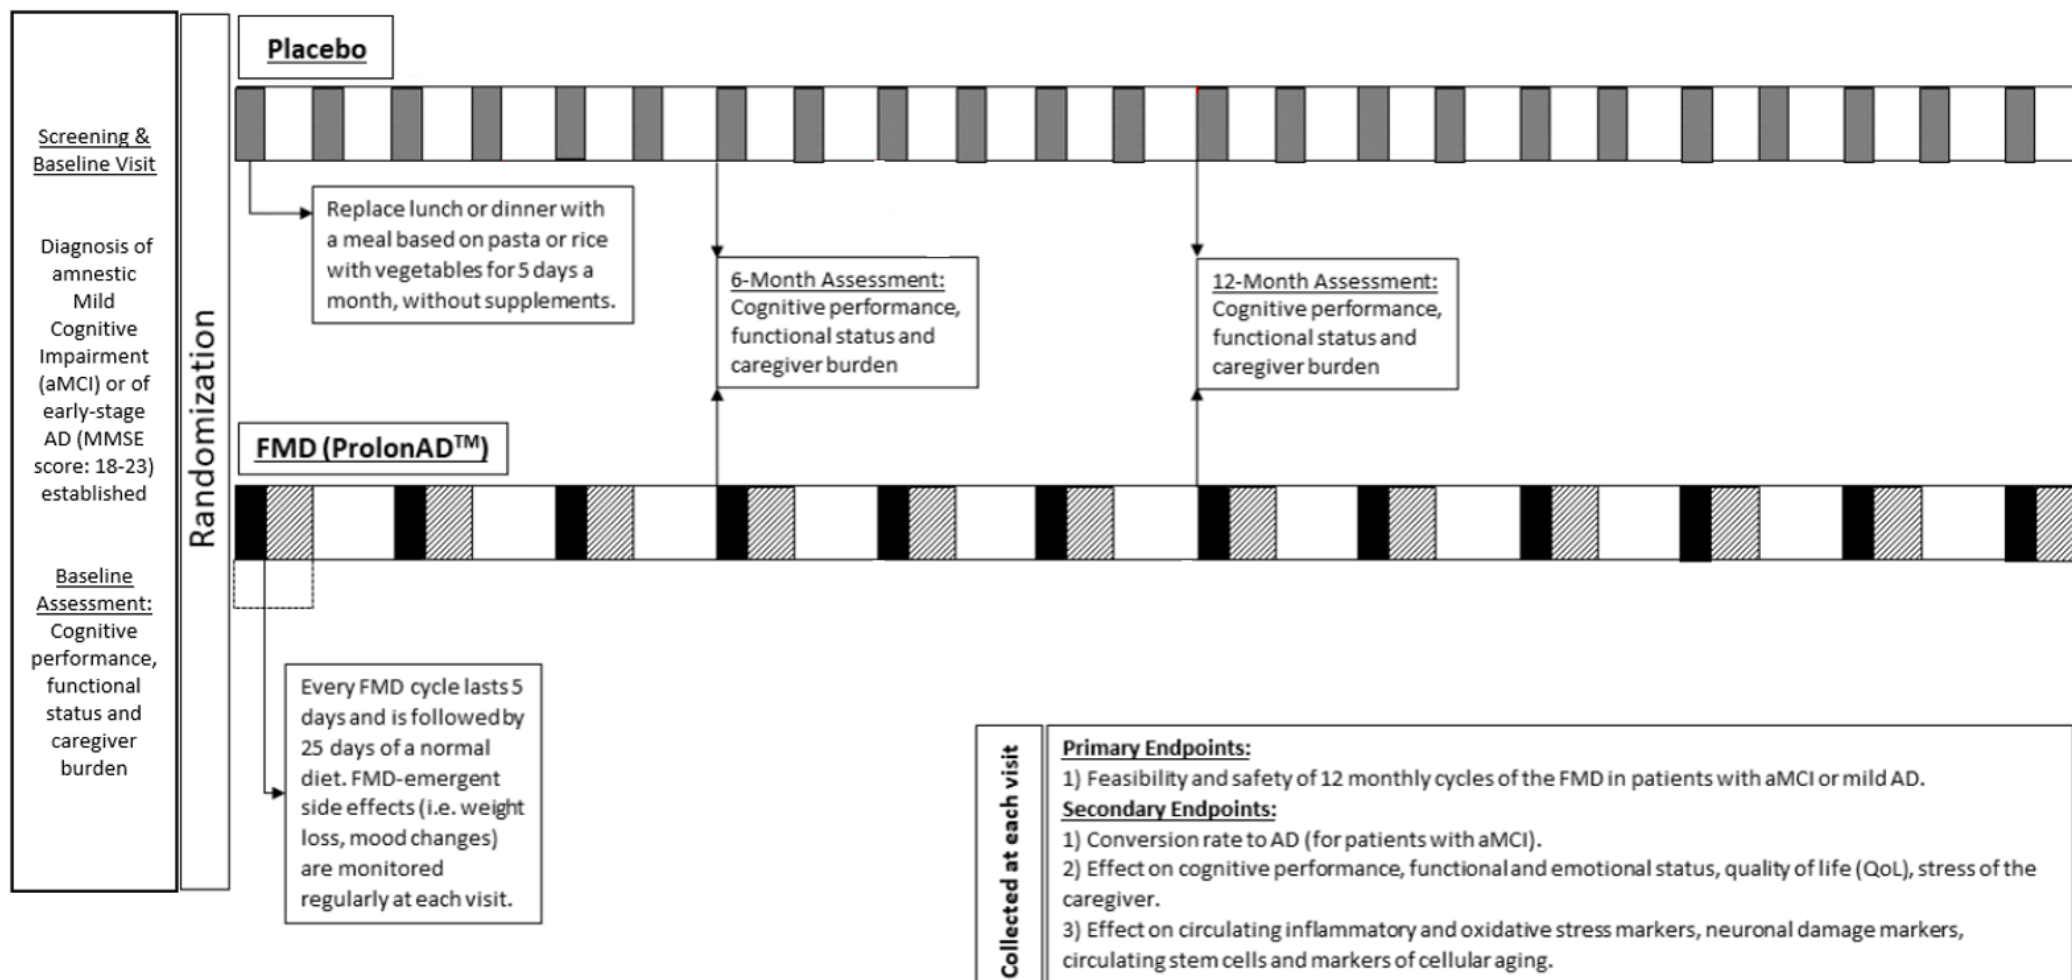 Screening &
Baseline Visit
Diagnosis of
amnestic
Mild
Cognitive
Impairment
(aMCI) or of
early-stage
AD (MMSE
score: 18-23)
established
Baseline
Assessment:
Cognitive
performance,
functional
status and
caregiver
burden
Randomization
Placebo
Replace lunch or dinner with
a meal based on pasta or rice
with vegetables for 5 days a
month, without supplements.
6-Month Assessment:
Cognitive performance,
functional status and
caregiver burden
12-Month Assessment:
Cognitive performance,
functional status and
caregiver burden
FMD (ProlonAD™)
Every FMD cycle lasts 5
days and is followed by
25 days of a normal
diet. FMD-emergent
side effects (i.e. weight
loss, mood changes)
are monitored
regularly at each visit.
Collected at each visit
Primary Endpoints:
1) Feasibility and safety of 12 monthly cycles of the FMD in patients with aMCI or mild AD.
Secondary Endpoints:
1) Conversion rate to AD (for patients with aMCI).
2) Effect on cognitive performance, functional and emotional status, quality of life (QoL), stress of the
caregiver.
3) Effect on circulating inflammatory and oxidative stress markers, neuronal damage markers,
circulating stem cells and markers of cellular aging.